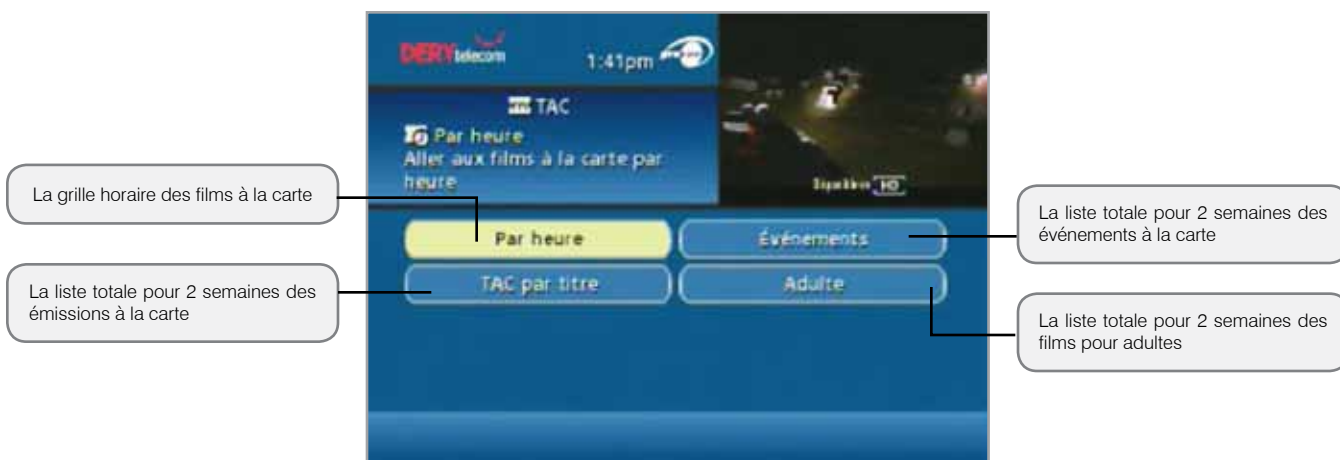 DERY telecom
1:41pm
TAC
Par heure
Aller aux films à la carte par
heure
HD
La grille horaire des films à la carte
Par heure
Événements
La liste totale pour 2 semaines des
événements à la carte
La liste totale pour 2 semaines des
émissions à la carte
TAC par titre
Adulte
La liste totale pour 2 semaines des
films pour adultes